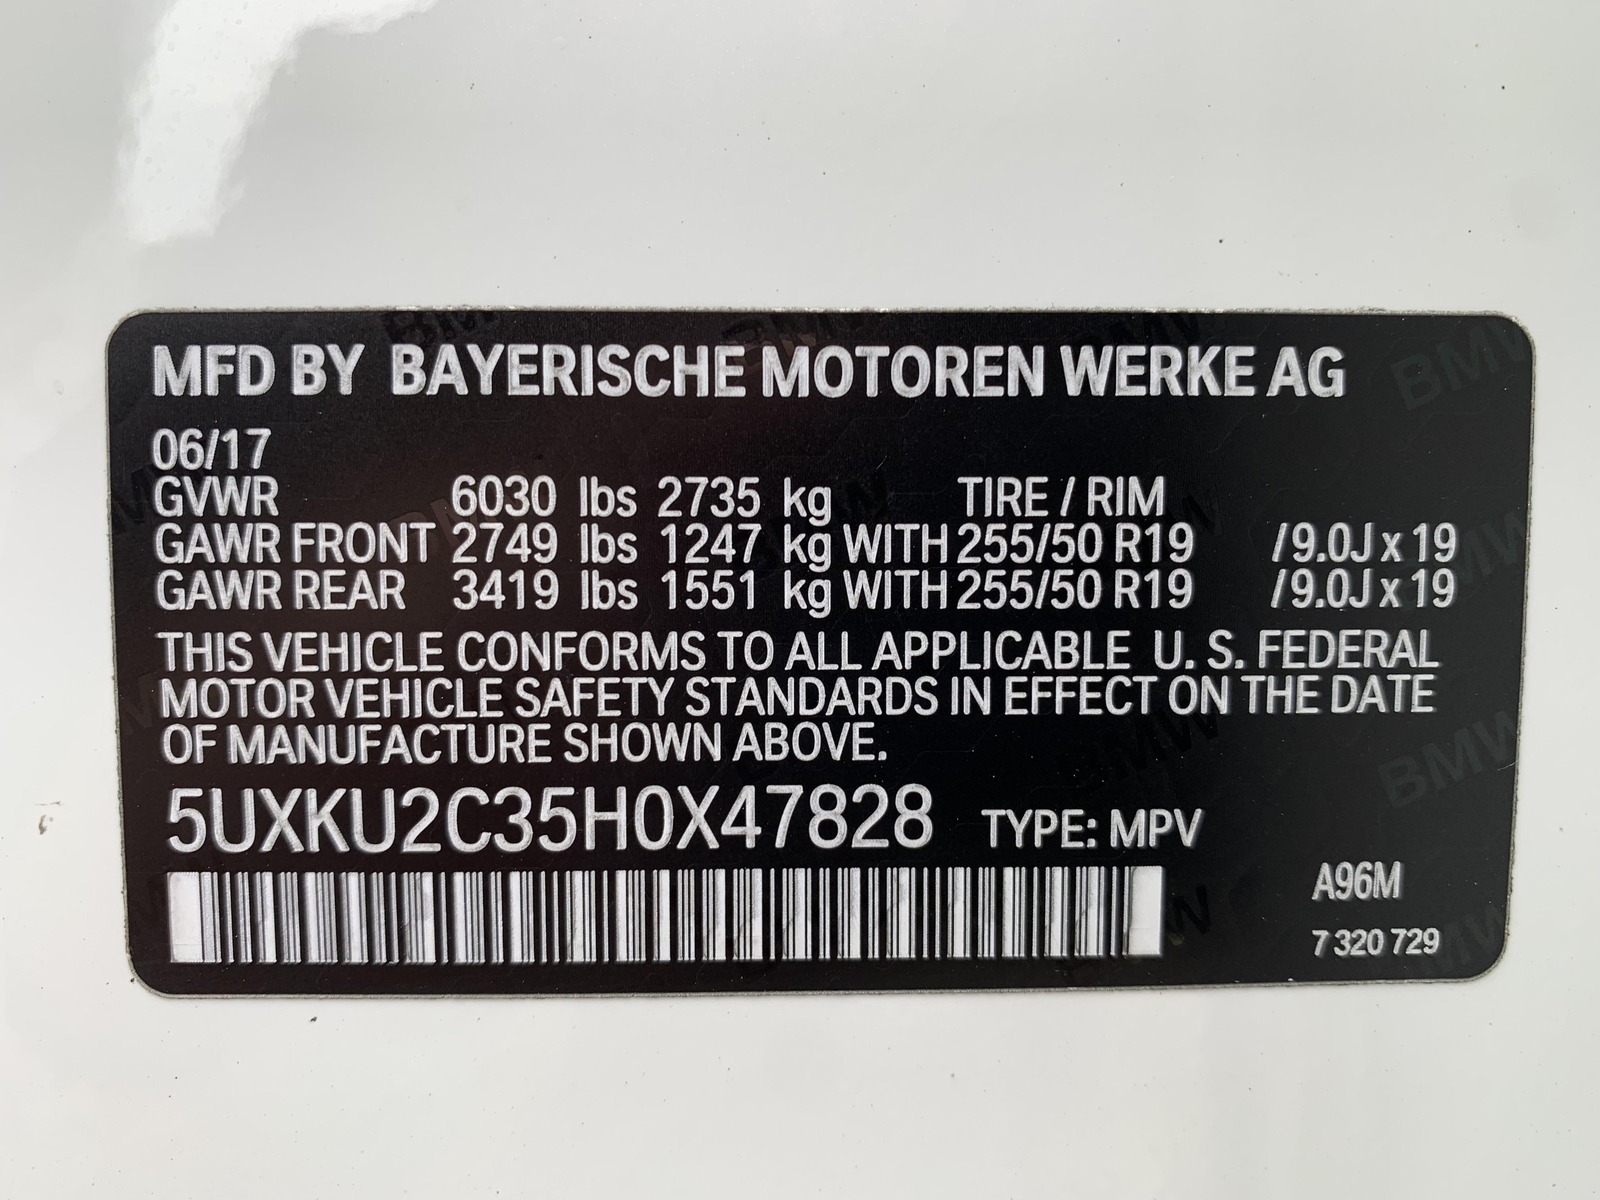 MFD BY BAYERISCHE MOTOREN WERKE AG
06/17
GVWR 6030 lbs 2735 kg TIRE / RIM
GAWR FRONT 2749 lbs 1247 kg WITH 255/50 R19 /9.0J x 19
GAWR REAR 3419 lbs 1551 kg WITH 255/50 R19 /9.0J x 19
THIS VEHICLE CONFORMS TO ALL APPLICABLE U. S. FEDERAL
MOTOR VEHICLE SAFETY STANDARDS IN EFFECT ON THE DATE
OF MANUFACTURE SHOWN ABOVE.
5UXKU2C35H0X47828 TYPE: MPV
A96M
7 320 729